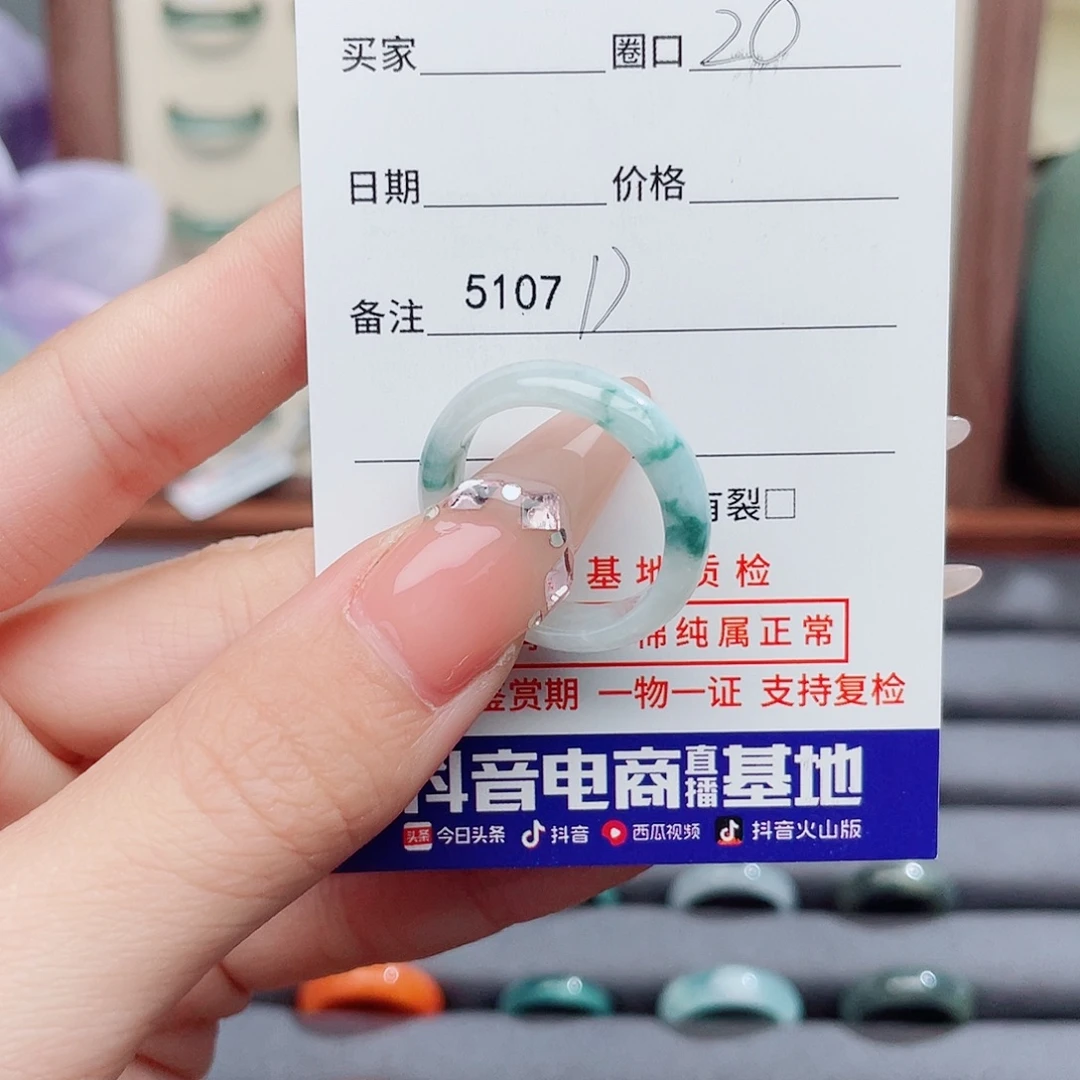 买家 圈口 20
日期 价格
备注 5107 D
有裂□
基地质检
棉纯属正常
鉴赏期 一物一证 支持复检
抖音电商直播基地
头条 今日头条 抖音 西瓜视频 抖音火山版